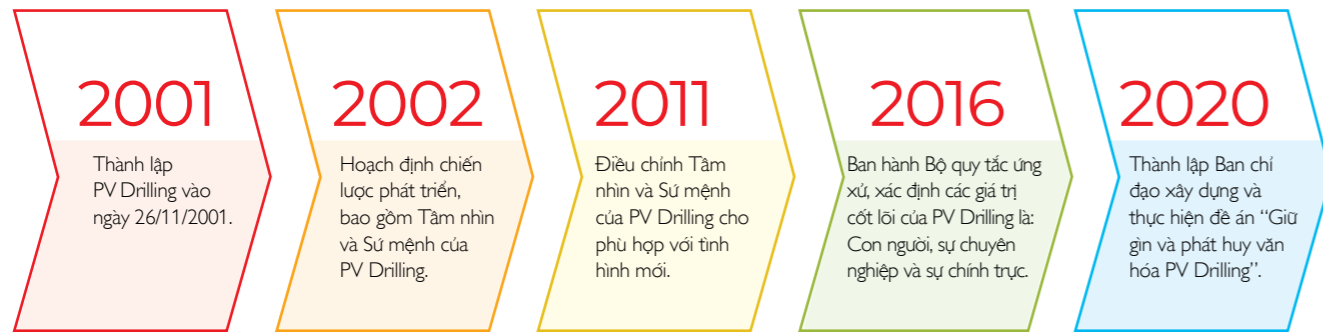 2001
Thành lập
PV Drilling vào
ngày 26/11/2001.
2002
Hoạch định chiến
lược phát triển,
bao gồm Tầm nhìn
và Sứ mệnh của
PV Drilling.
2011
Điều chỉnh Tầm
nhìn và Sứ mệnh
của PV Drilling cho
phù hợp với tình
hình mới.
2016
Ban hành Bộ quy tắc ứng
xử, xác định các giá trị
cốt lõi của PV Drilling là:
Con người, sự chuyên
nghiệp và sự chính trực.
2020
Thành lập Ban chỉ
đạo xây dựng và
thực hiện đề án “Giữ
gìn và phát huy văn
hóa PV Drilling”.